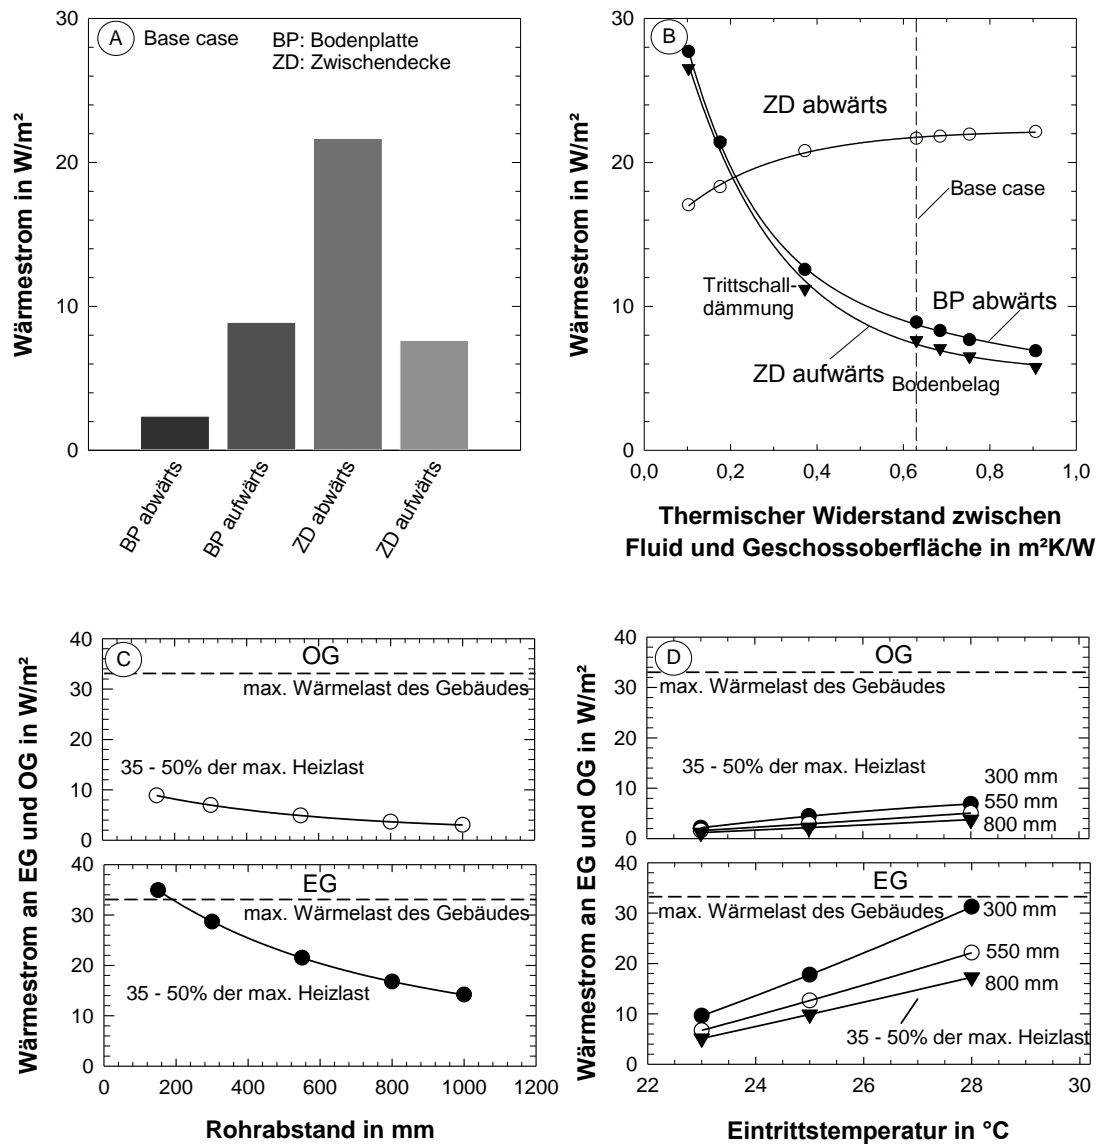 A
Base case
BP: Bodenplatte
ZD: Zwischendecke
Wärmestrom in W/m²
30
20
10
0
BP abwärts
BP aufwärts
ZD abwärts
ZD aufwärts
B
ZD abwärts
Base case
Trittschall-
dämmung
BP abwärts
ZD aufwärts
Bodenbelag
Wärmestrom in W/m²
30
20
10
0
0,0 0,2 0,4 0,6 0,8 1,0
Thermischer Widerstand zwischen
Fluid und Geschossoberfläche in m²K/W
C
OG
max. Wärmelast des Gebäudes
35 - 50% der max. Heizlast
40
30
20
10
0
EG
max. Wärmelast des Gebäudes
35 - 50% der max. Heizlast
40
30
20
10
0
0 200 400 600 800 1000 1200
Wärmestrom an EG und OG in W/m²
Rohrabstand in mm
D
OG
max. Wärmelast des Gebäudes
35 - 50% der max. Heizlast
300 mm
550 mm
800 mm
40
30
20
10
0
EG
max. Wärmelast des Gebäudes
300 mm
550 mm
800 mm
35 - 50% der max. Heizlast
40
30
20
10
0
22 24 26 28 30
Wärmestrom an EG und OG in W/m²
Eintrittstemperatur in °C